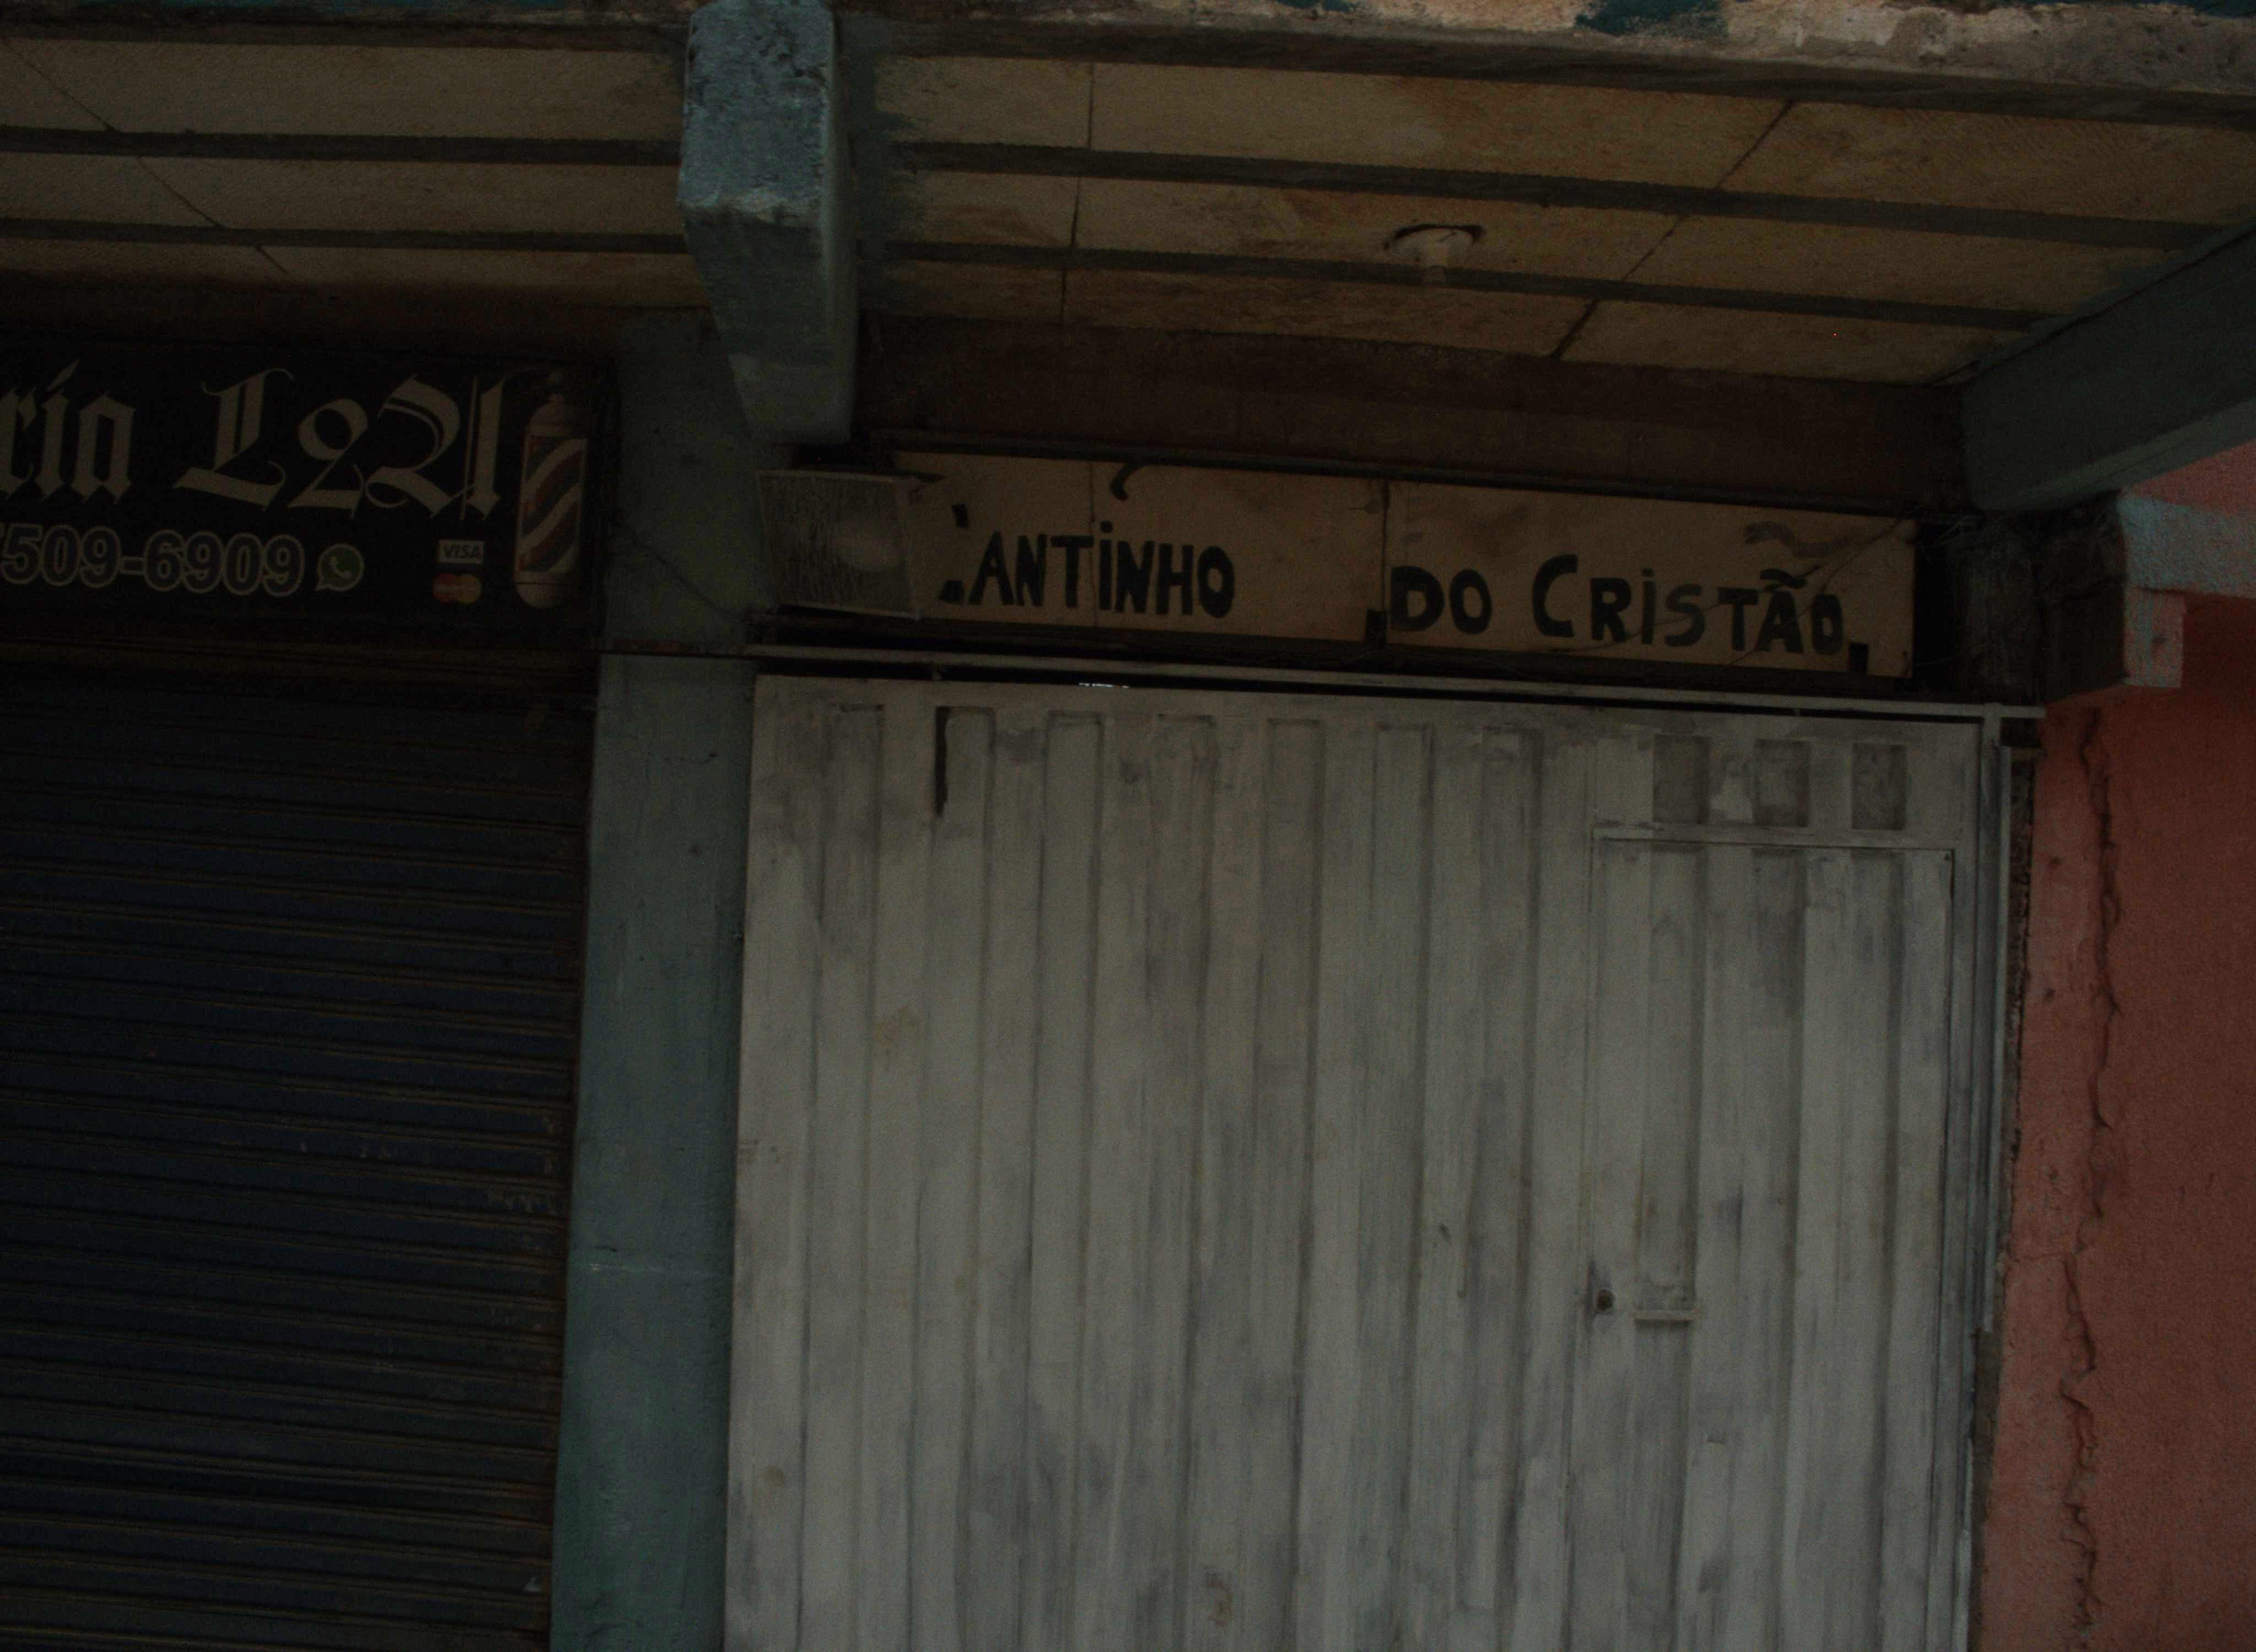 ria L2A
509-6909
VISA
ANTINHO DO CRISTÃO